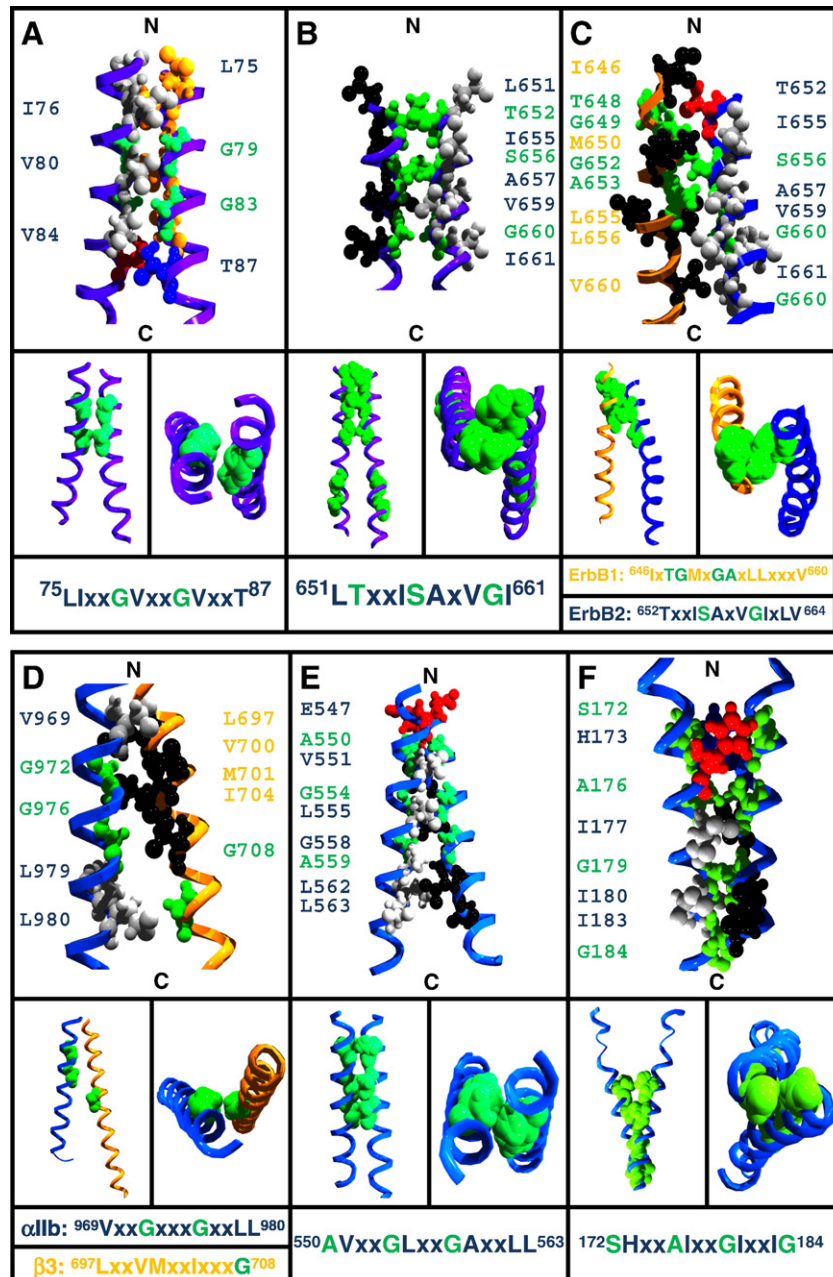 A
N
L75
I76
G79
V80
G83
V84
T87
C
⁷⁵LIxxGVxxGVxxT⁸⁷
B
N
L651
T652
I655
S656
A657
V659
G660
I661
⁶⁵¹LTxxISAxVGI⁶⁶¹
C
N
I646
T648
G649
M650
G652
A653
L655
L656
V660
T652
I655
S656
A657
V659
G660
I661
G660
C
ErbB1: ⁶⁴⁶IxTGMxGAxLLxxxV⁶⁶⁰
ErbB2: ⁶⁵²TxxISAxVGIxLV⁶⁶⁴
D
N
V969
G972
G976
L979
L980
L697
V700
M701
I704
G708
C
αIIb: ⁹⁶⁹VxxGxxxGxxLL⁹⁸⁰
β3: ⁶⁹⁷LxxVMxxIxxxG⁷⁰⁸
E
N
E547
A550
V551
G554
L555
G558
A559
L562
L563
C
⁵⁵⁰AVxxGLxxGAxxLL⁵⁶³
F
N
S172
H173
A176
I177
G179
I180
I183
G184
C
¹⁷²SHxxAIxxGIxxIG¹⁸⁴